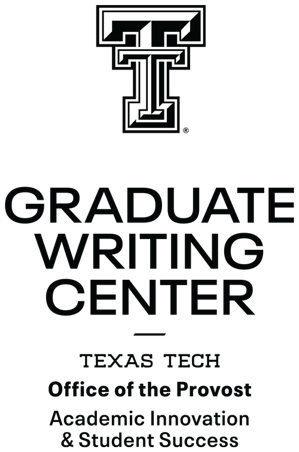 ®
GRADUATE
WRITING
CENTER
TEXAS TECH
Office of the Provost
Academic Innovation
& Student Success